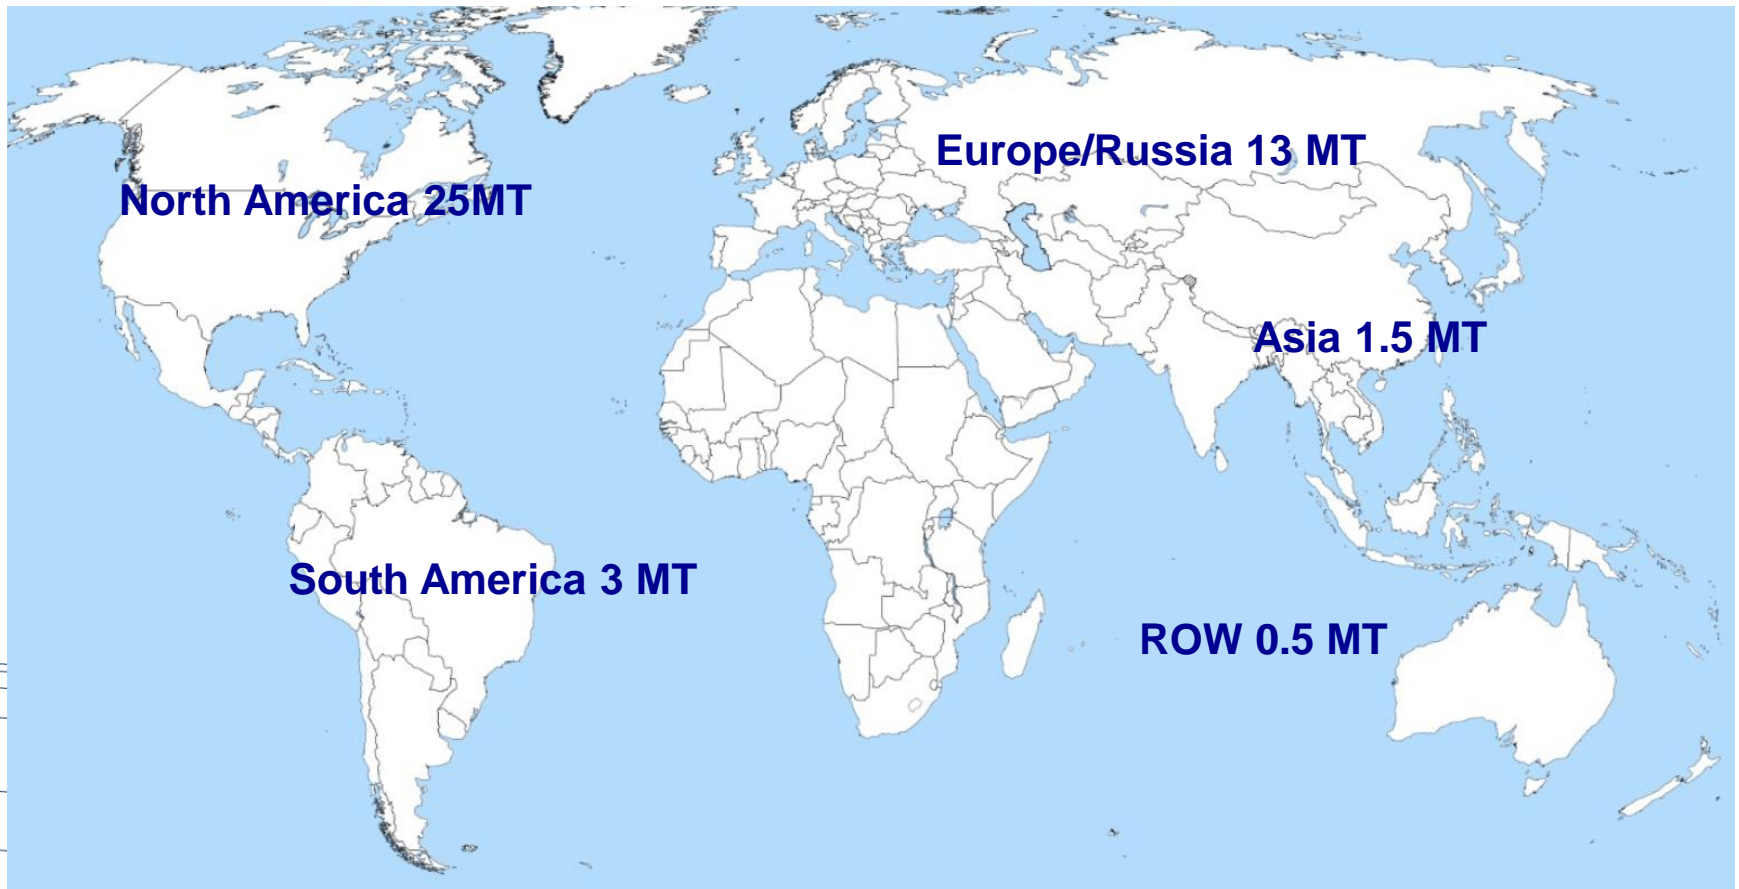 Europe/Russia 13 MT
North America 25MT
Asia 1.5 MT
South America 3 MT
ROW 0.5 MT